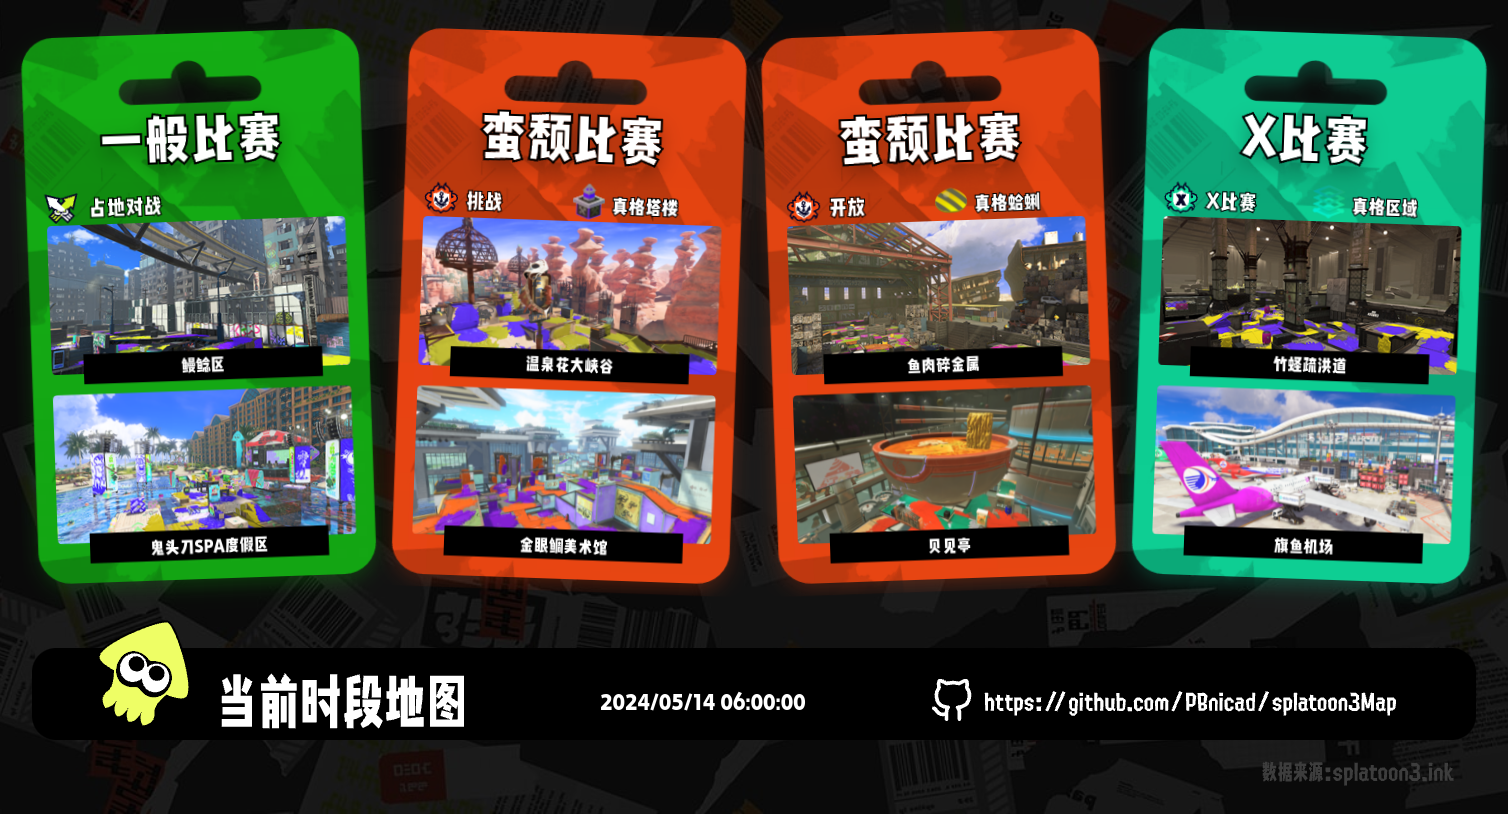 一般比赛
占地对战
鳗鲶区
鬼头刀SPA度假区
蛮颓比赛
挑战
真格塔楼
温泉花大峡谷
金眼鲷美术馆
蛮颓比赛
开放
真格蛤蜊
鱼肉碎金属
贝见亭
X比赛
X比赛
真格区域
竹蛏疏洪道
旗鱼机场
当前时段地图
2024/05/14 06:00:00
https://github.com/PBnicad/splatoon3Map
数据来源:splatoon3.ink